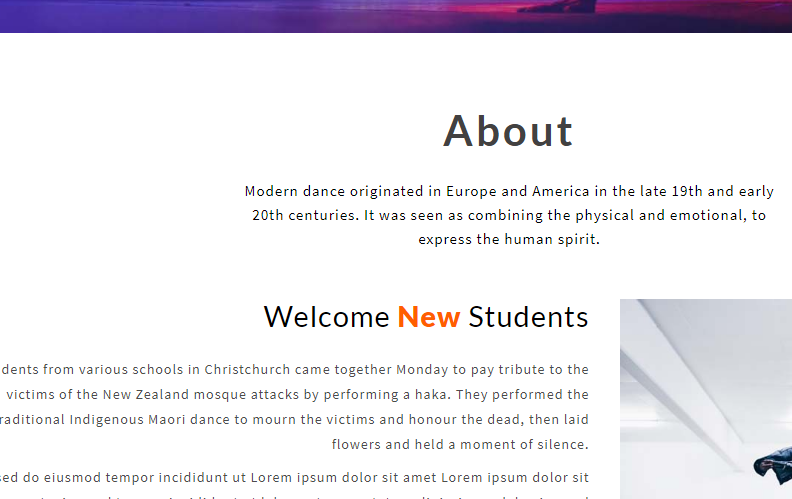 About
Modern dance originated in Europe and America in the late 19th and early
20th centuries. It was seen as combining the physical and emotional, to
express the human spirit.
Welcome New Students
dents from various schools in Christchurch came together Monday to pay tribute to the
victims of the New Zealand mosque attacks by performing a haka. They performed the
raditional Indigenous Maori dance to mourn the victims and honour the dead, then laid
flowers and held a moment of silence.
sed do eiusmod tempor incididunt ut Lorem ipsum dolor sit amet Lorem ipsum dolor sit